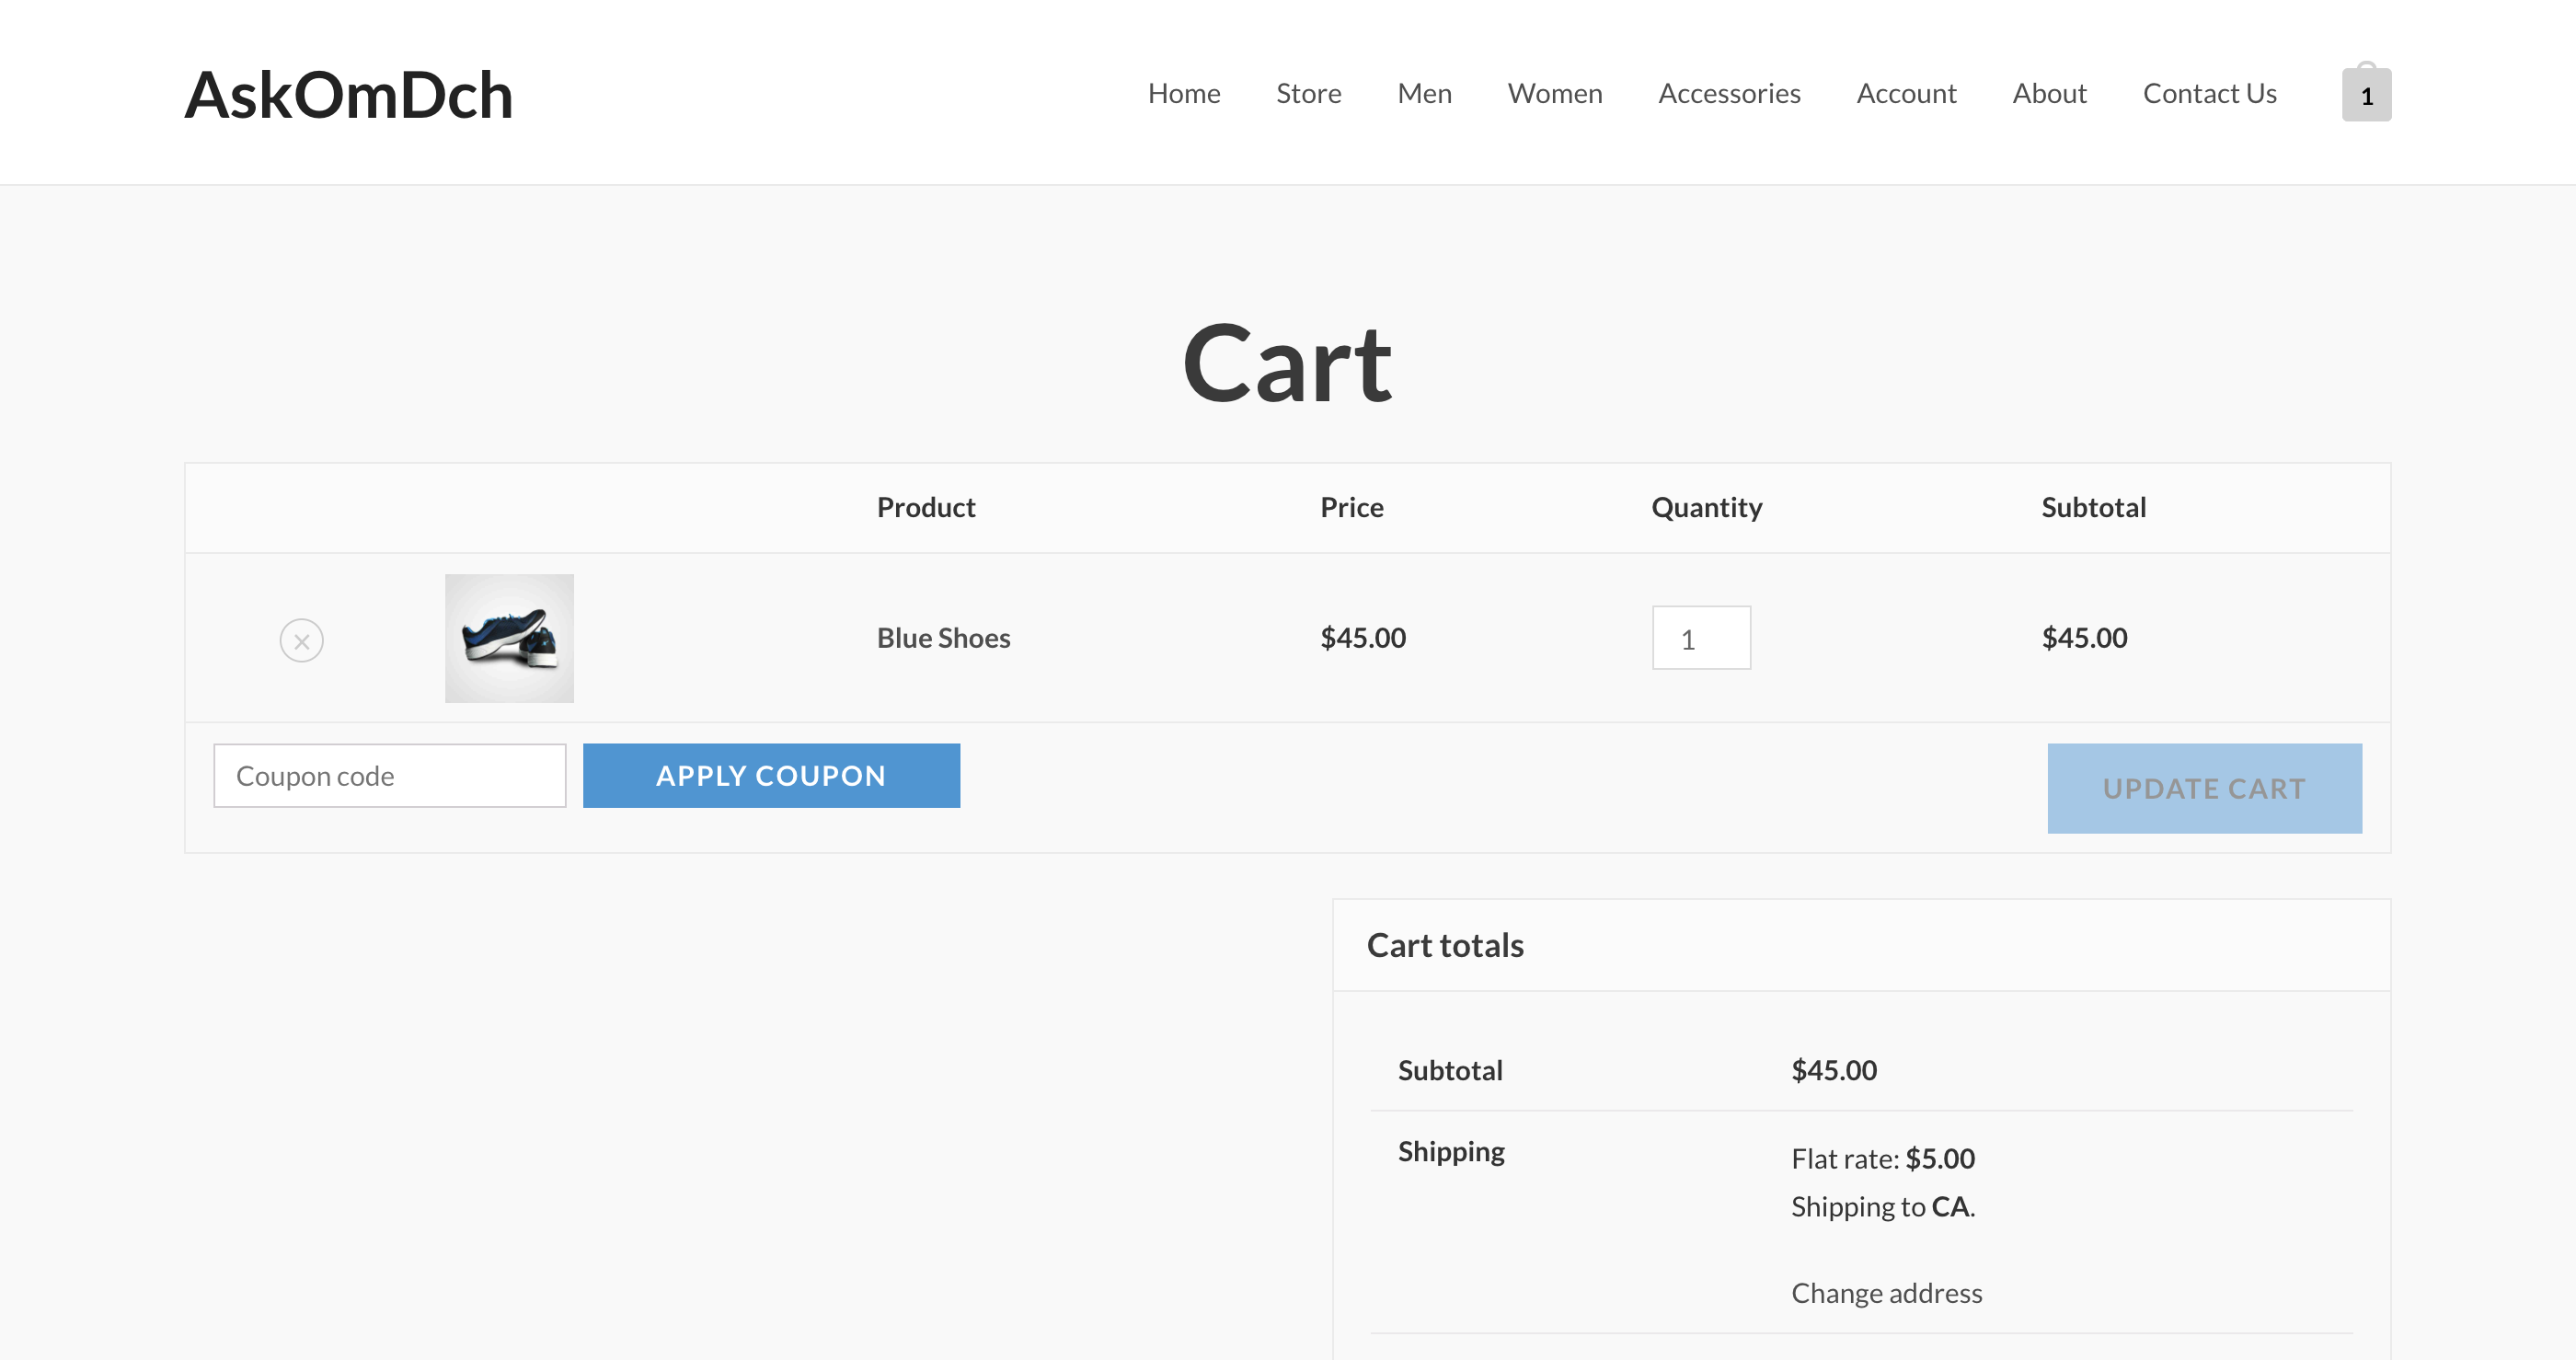 AskOmDch
Home Store Men Women Accessories Account About Contact Us 1
Cart
Product Price Quantity Subtotal
Blue Shoes $45.00 1 $45.00
Coupon code APPLY COUPON UPDATE CART
Cart totals
Subtotal $45.00
Shipping Flat rate: $5.00
Shipping to CA.
Change address